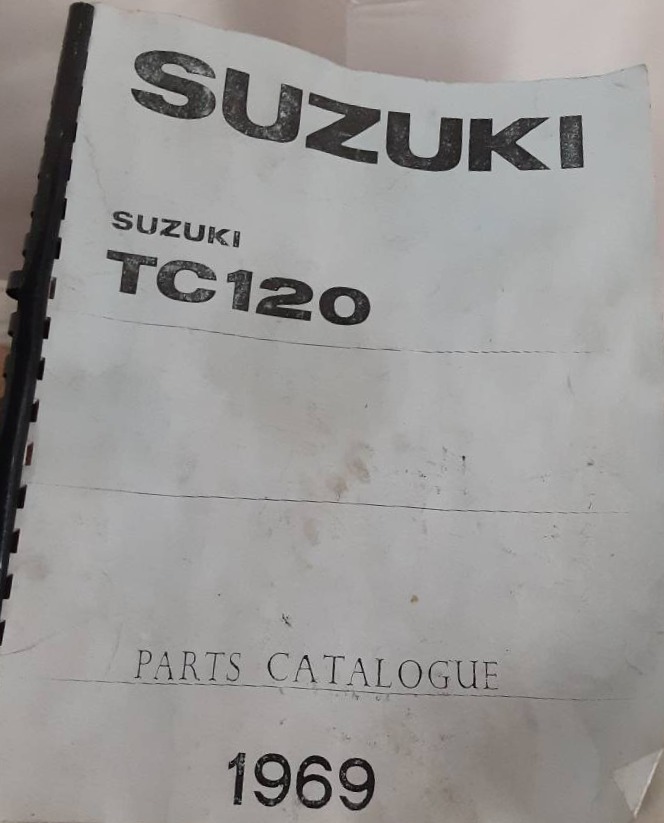 SUZUKI
SUZUKI
TC120
PARTS CATALOGUE
1969